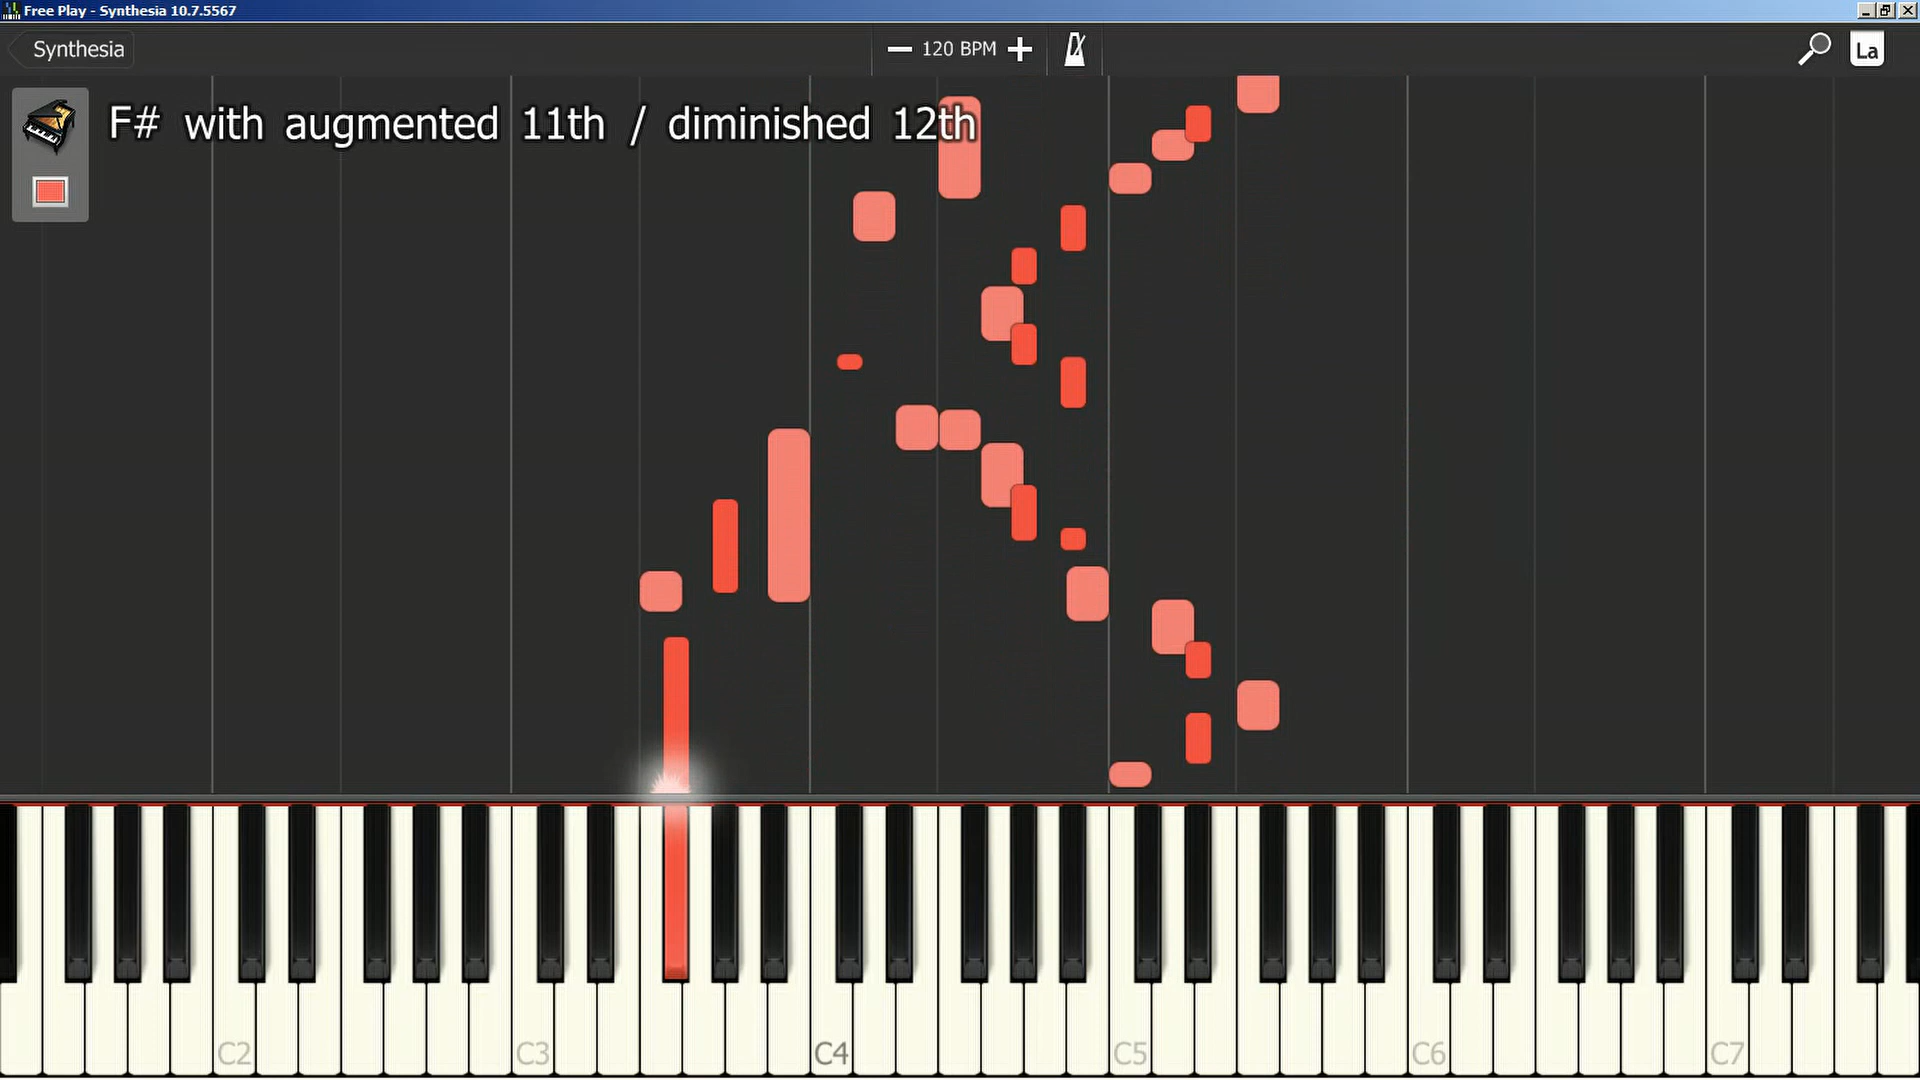 Free Play - Synthesia 10.7.5567
Synthesia
120 BPM
La
F# with augmented 11th / diminished 12th
C2 C3 C4 C5 C6 C7